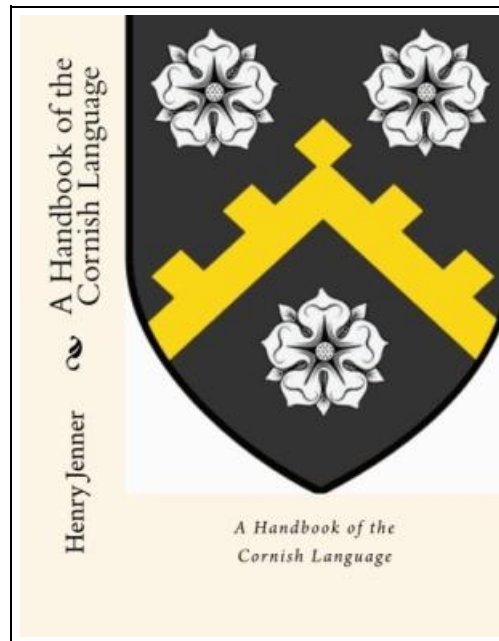 A Handbook of the
Cornish Language
Henry Jenner
A Handbook of the
Cornish Language